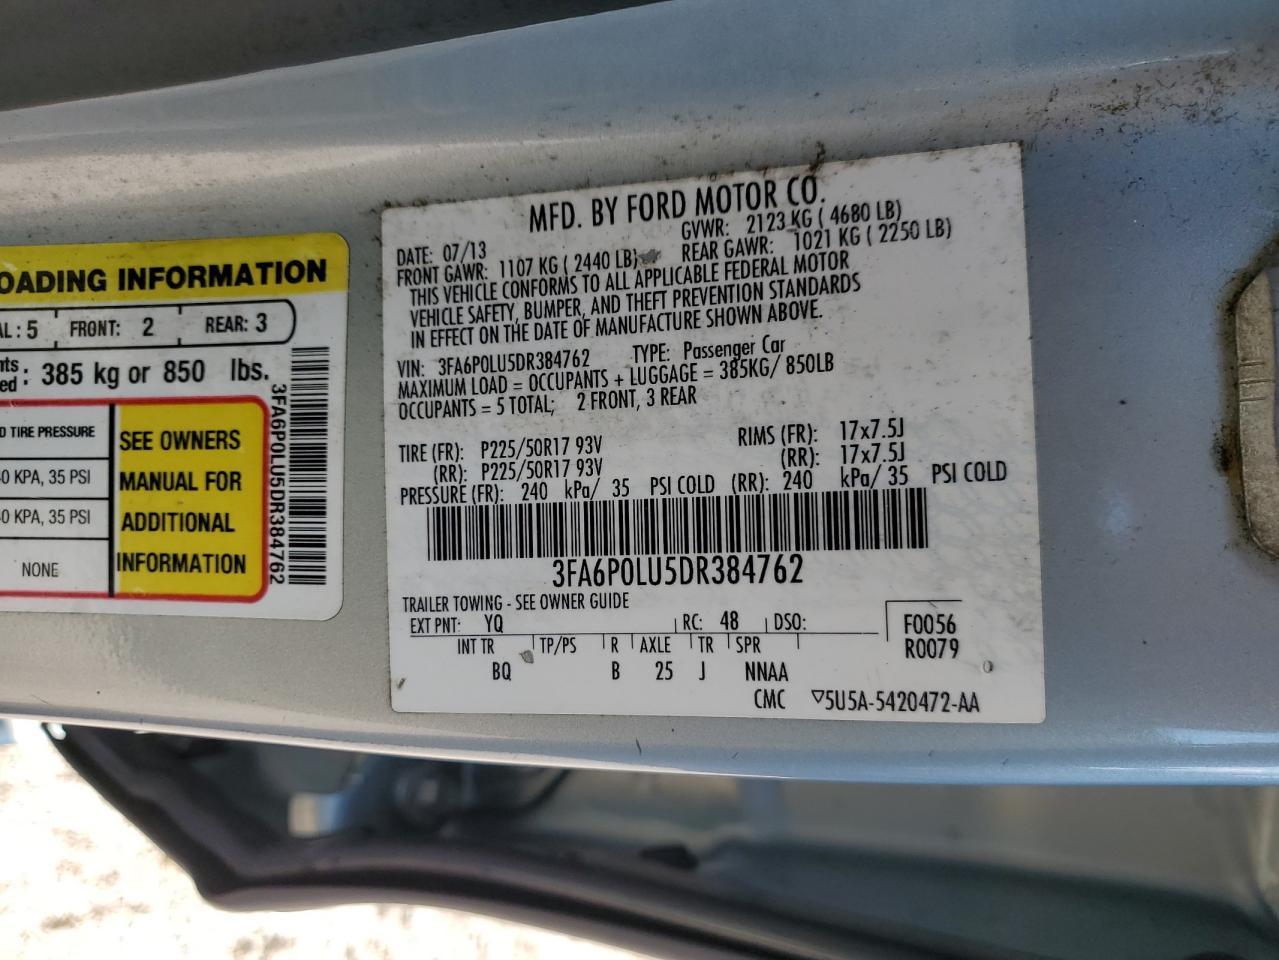 OADING INFORMATION
AL: 5 FRONT: 2 REAR: 3
nts
ed: 385 kg or 850 lbs.
D TIRE PRESSURE
0 KPA, 35 PSI
0 KPA, 35 PSI
NONE
SEE OWNERS
MANUAL FOR
ADDITIONAL
INFORMATION
3FA6P0LU5DR384762
MFD. BY FORD MOTOR CO.
DATE: 07/13 GVWR: 2123 KG ( 4680 LB)
FRONT GAWR: 1107 KG ( 2440 LB) REAR GAWR: 1021 KG ( 2250 LB)
THIS VEHICLE CONFORMS TO ALL APPLICABLE FEDERAL MOTOR
VEHICLE SAFETY, BUMPER, AND THEFT PREVENTION STANDARDS
IN EFFECT ON THE DATE OF MANUFACTURE SHOWN ABOVE.
VIN: 3FA6P0LU5DR384762 TYPE: Passenger Car
MAXIMUM LOAD = OCCUPANTS + LUGGAGE = 385KG/ 850LB
OCCUPANTS = 5 TOTAL; 2 FRONT, 3 REAR
TIRE (FR): P225/50R17 93V RIMS (FR): 17x7.5J
(RR): P225/50R17 93V (RR): 17x7.5J
PRESSURE (FR): 240 kPa/ 35 PSI COLD (RR): 240 kPa/ 35 PSI COLD
3FA6P0LU5DR384762
TRAILER TOWING - SEE OWNER GUIDE
EXT PNT: YQ RC: 48 DSO: F0056
INT TR TP/PS R AXLE TR SPR R0079
BQ B 25 J NNAA
CMC ▽5U5A-5420472-AA